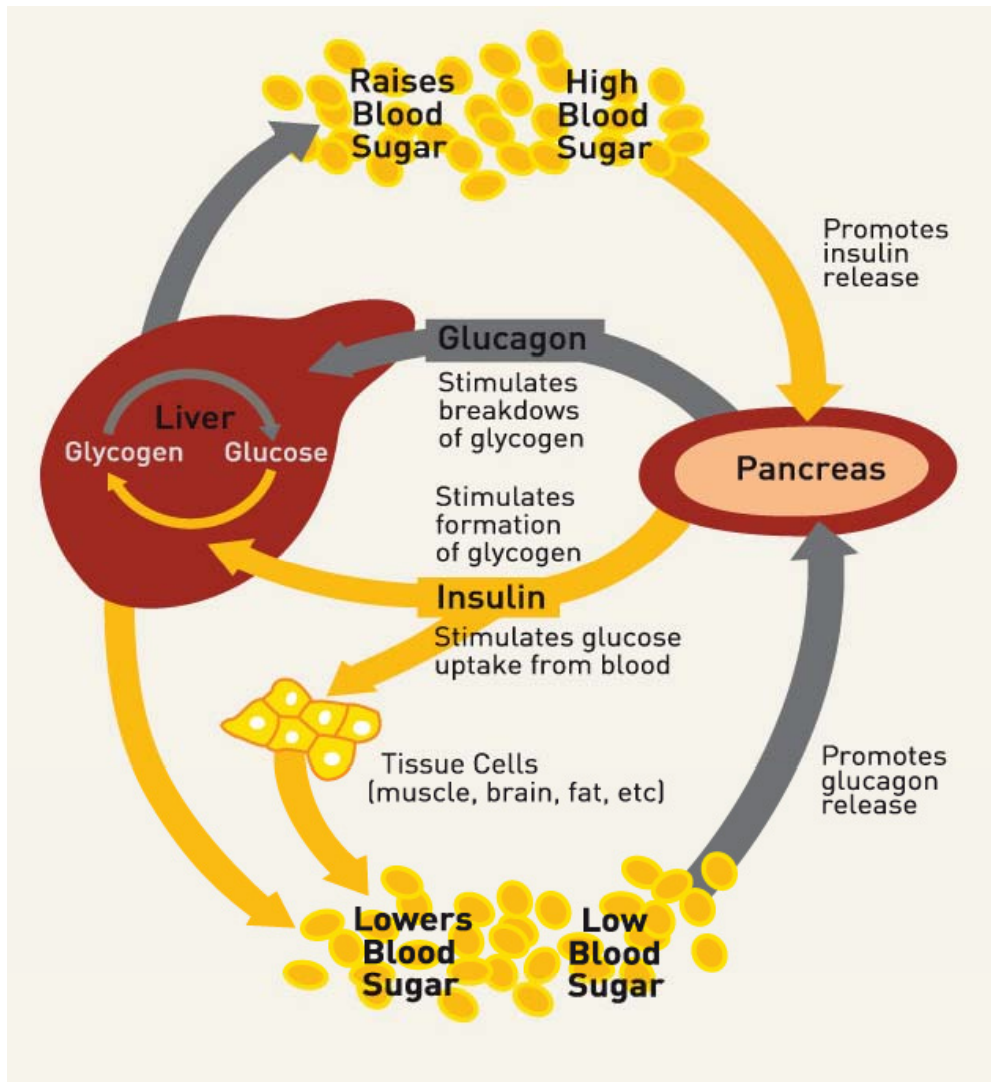 Raises
Blood
Sugar
High
Blood
Sugar
Promotes
insulin
release
Glucagon
Stimulates
breakdows
of glycogen
Liver
Glycogen
Glucose
Pancreas
Stimulates
formation
of glycogen
Insulin
Stimulates glucose
uptake from blood
Tissue Cells
(muscle, brain, fat, etc)
Promotes
glucagon
release
Lowers
Blood
Sugar
Low
Blood
Sugar